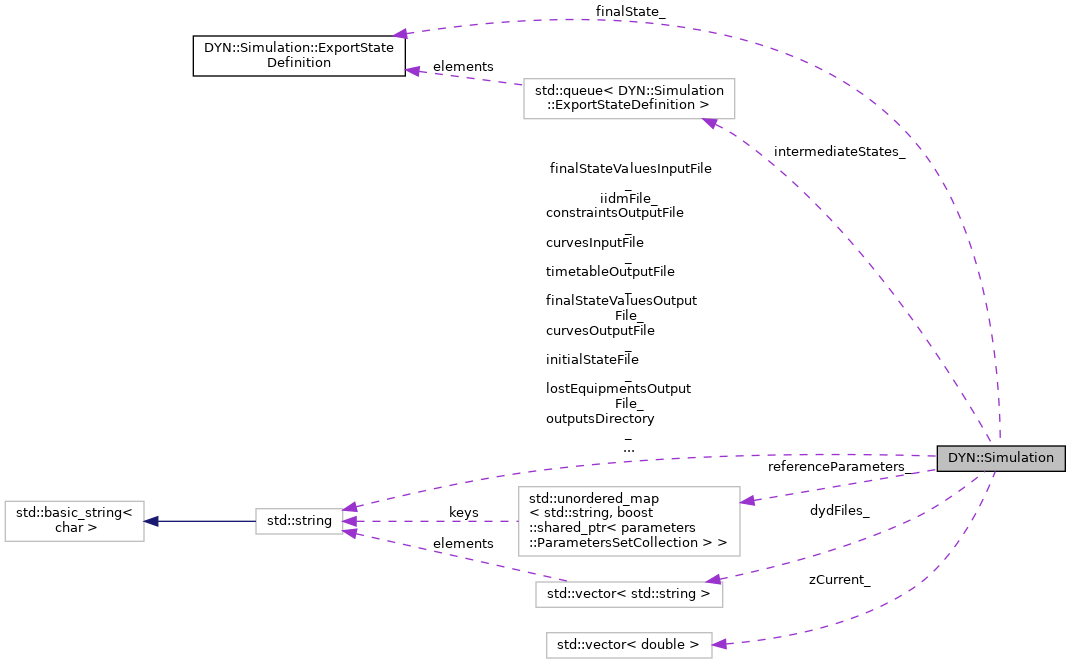 finalState_
DYN::Simulation::ExportState
Definition
elements
std::queue< DYN::Simulation
::ExportStateDefinition >
intermediateStates_
finalStateValuesInputFile
_
iidmFile_
constraintsOutputFile
_
curvesInputFile
_
timetableOutputFile
_
finalStateValuesOutput
File_
curvesOutputFile
_
initialStateFile
_
lostEquipmentsOutput
File_
outputsDirectory
_
...
DYN::Simulation
referenceParameters_
std::unordered_map
< std::string, boost
::shared_ptr< parameters
::ParametersSetCollection > >
keys
std::string
std::basic_string<
char >
dydFiles_
elements
std::vector< std::string >
zCurrent_
std::vector< double >